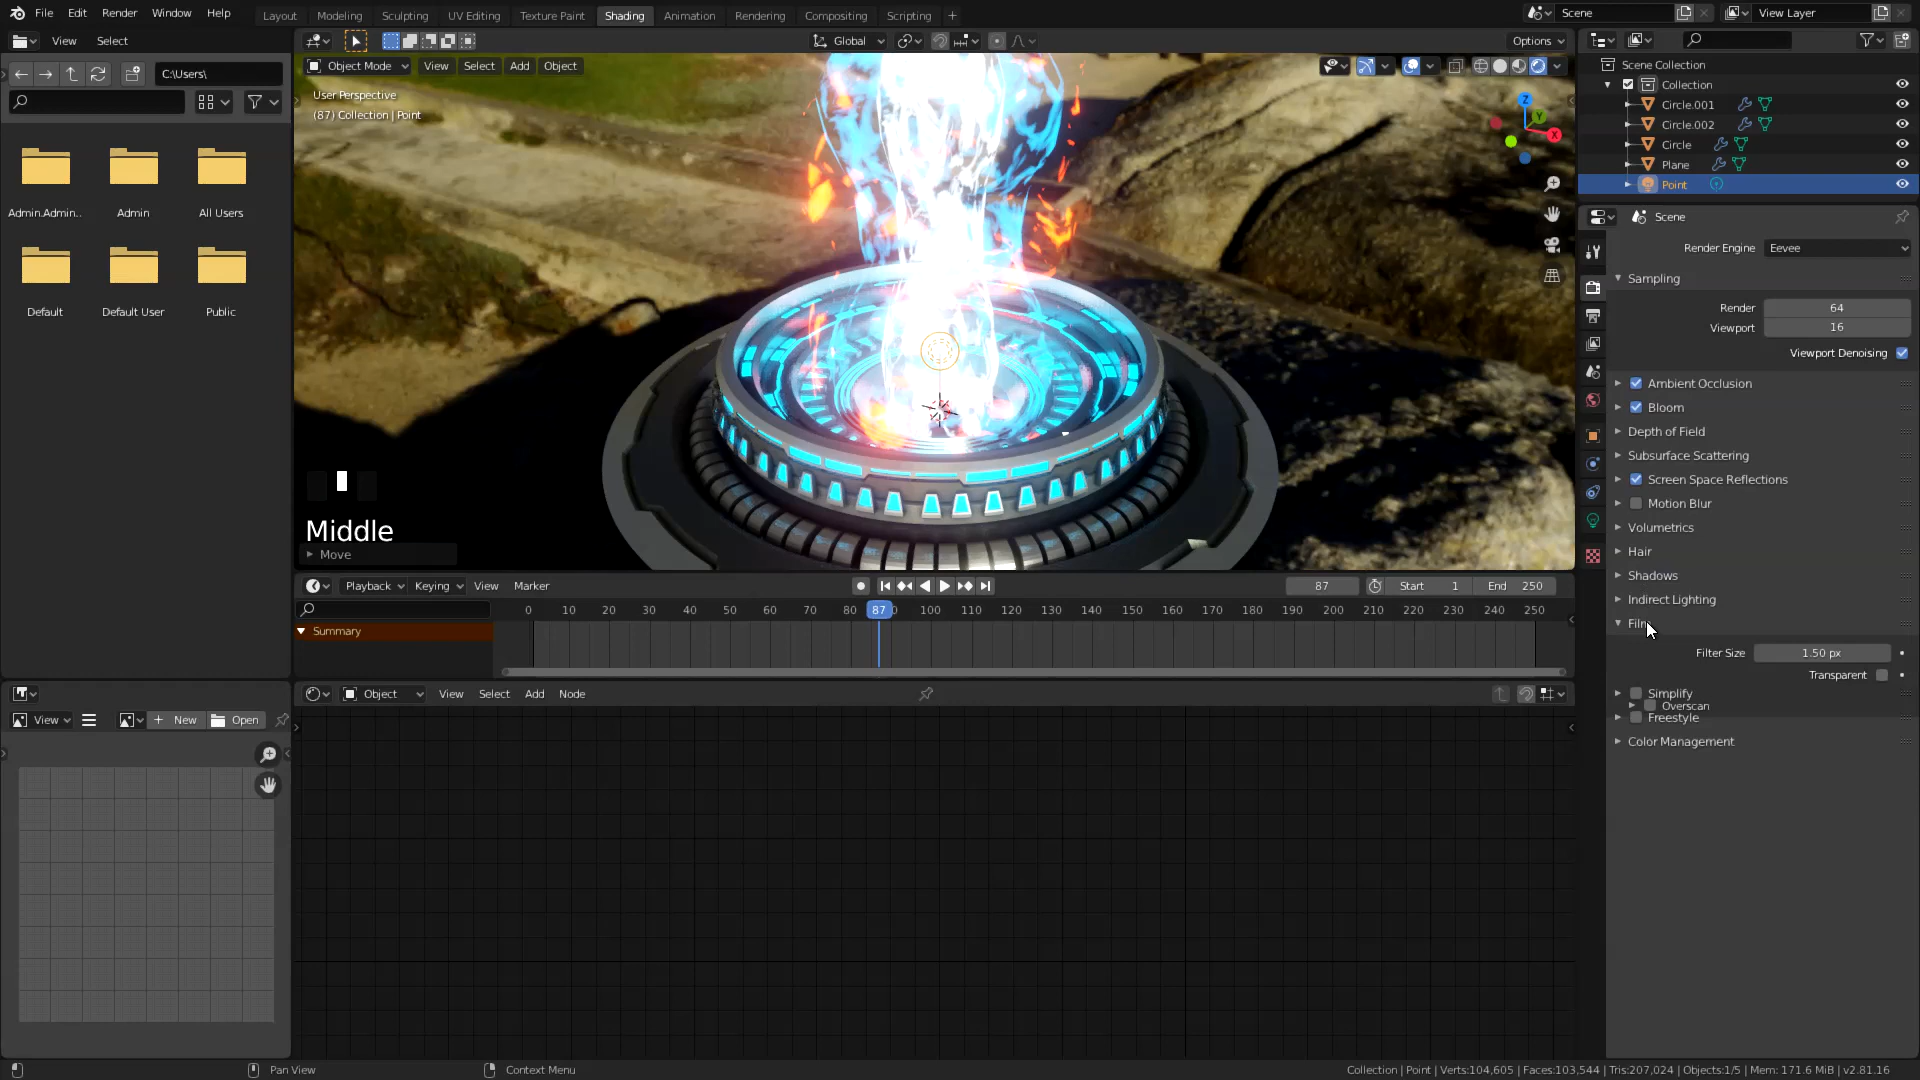 File Edit Render Window Help
Layout Modeling Sculpting UV Editing Texture Paint Shading Animation Rendering Compositing Scripting +
Scene
View Layer
View Select
Global
Options
C:\Users\
Object Mode View Select Add Object
User Perspective
(87) Collection | Point
Z
Y
X
Admin.Admin.. Admin All Users
Default Default User Public
Middle
Move
Playback Keying View Marker
87 Start 1 End 250
0 10 20 30 40 50 60 70 80 87 100 110 120 130 140 150 160 170 180 190 200 210 220 230 240 250
Summary
Object View Select Add Node
View New Open
Scene Collection
Collection
Circle.001
Circle.002
Circle
Plane
Point
Scene
Render Engine Eevee
Sampling
Render 64
Viewport 16
Viewport Denoising
Ambient Occlusion
Bloom
Depth of Field
Subsurface Scattering
Screen Space Reflections
Motion Blur
Volumetrics
Hair
Shadows
Indirect Lighting
Filter Size 1.50 px
Transparent
Simplify
Overscan
Freestyle
Color Management
Pan View
Context Menu
Collection | Point | Verts:104,605 | Faces:103,544 | Tris:207,024 | Objects:1/5 | Mem: 171.6 MiB | v2.81.16